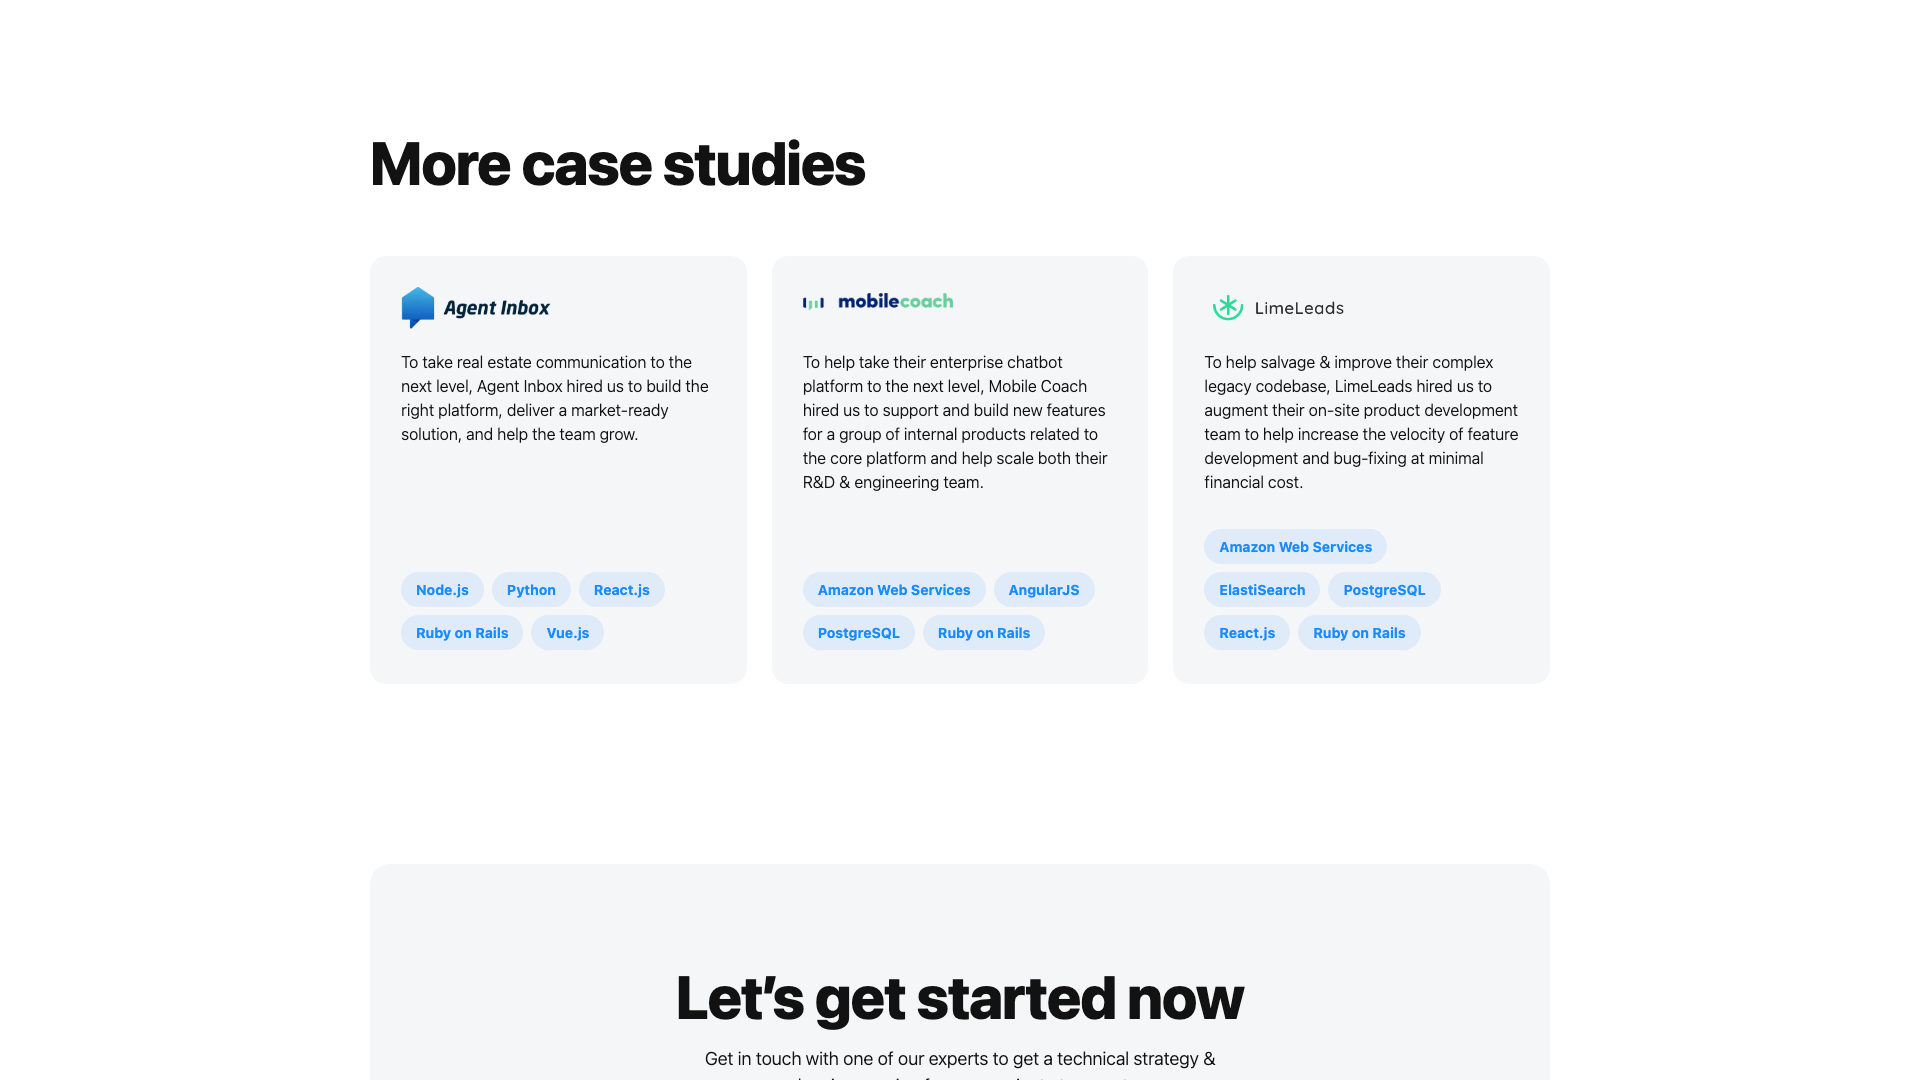 More case studies
Agent Inbox
To take real estate communication to the
next level, Agent Inbox hired us to build the
right platform, deliver a market-ready
solution, and help the team grow.
Node.js Python React.js
Ruby on Rails Vue.js
mobilecoach
To help take their enterprise chatbot
platform to the next level, Mobile Coach
hired us to support and build new features
for a group of internal products related to
the core platform and help scale both their
R&D & engineering team.
Amazon Web Services AngularJS
PostgreSQL Ruby on Rails
LimeLeads
To help salvage & improve their complex
legacy codebase, LimeLeads hired us to
augment their on-site product development
team to help increase the velocity of feature
development and bug-fixing at minimal
financial cost.
Amazon Web Services
ElastiSearch PostgreSQL
React.js Ruby on Rails
Let’s get started now
Get in touch with one of our experts to get a technical strategy &